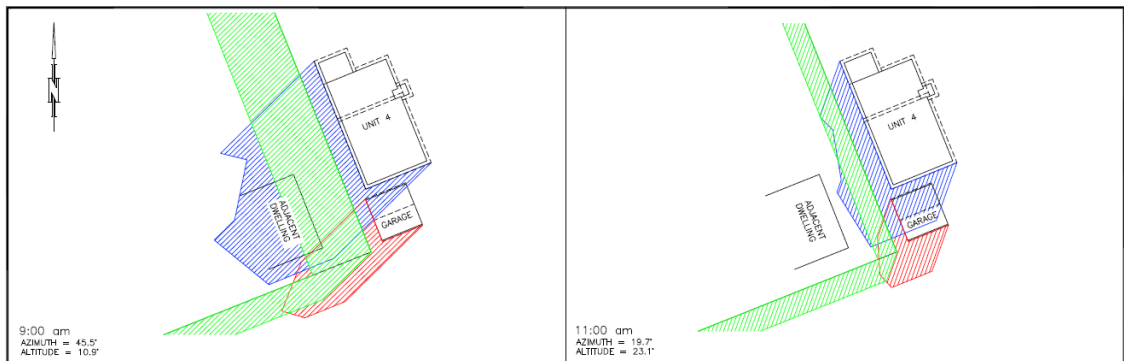 N
UNIT 4
GARAGE
ADJACENT
DWELLING
9:00 am
AZIMUTH = 45.5°
ALTITUDE = 10.9°
UNIT 4
GARAGE
ADJACENT
DWELLING
11:00 am
AZIMUTH = 19.7°
ALTITUDE = 23.1°